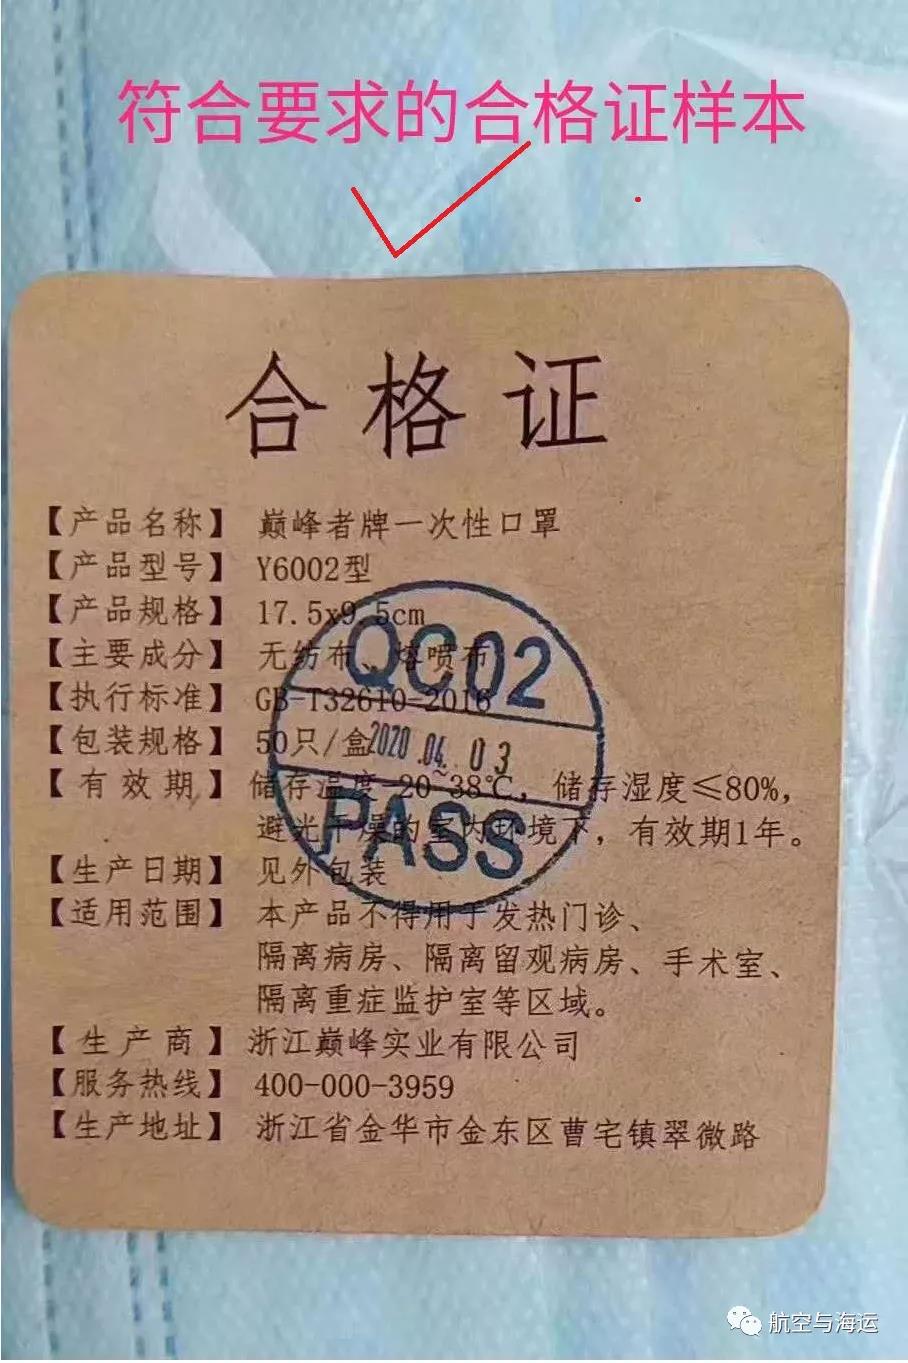 符合要求的合格证样本
合格证
【产品名称】 巅峰者牌一次性口罩
【产品型号】 Y6002型
【产品规格】 17.5x9.5cm
【主要成分】 无纺布、熔喷布
【执行标准】 GB-T32610-2016
【包装规格】 50只/盒
【有效期】 储存温度-20~38℃，储存湿度≤80%，
避光干燥的室内环境下，有效期1年。
【生产日期】 见外包装
【适用范围】 本产品不得用于发热门诊、
隔离病房、隔离留观病房、手术室、
隔离重症监护室等区域。
【生产商】 浙江巅峰实业有限公司
【服务热线】 400-000-3959
【生产地址】 浙江省金华市金东区曹宅镇翠微路
QC02
2020.04.03
PASS
航空与海运